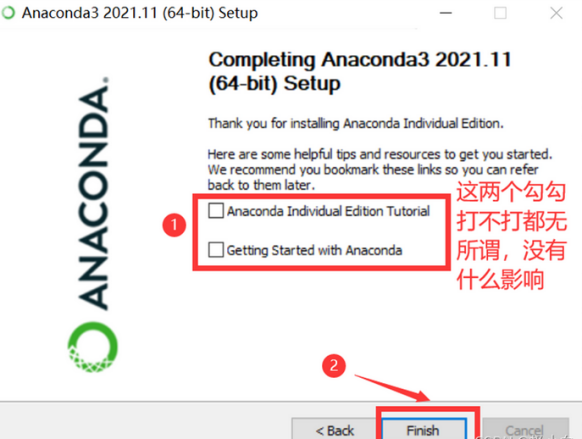 Anaconda3 2021.11 (64-bit) Setup
Completing Anaconda3 2021.11
(64-bit) Setup
Thank you for installing Anaconda Individual Edition.
Here are some helpful tips and resources to get you started.
We recommend you bookmark these links so you can refer
back to them later.
1
Anaconda Individual Edition Tutorial
Getting Started with Anaconda
这两个勾勾
打不打都无
所谓，没有
什么影响
ANACONDA.
2
< Back
Finish
Cancel